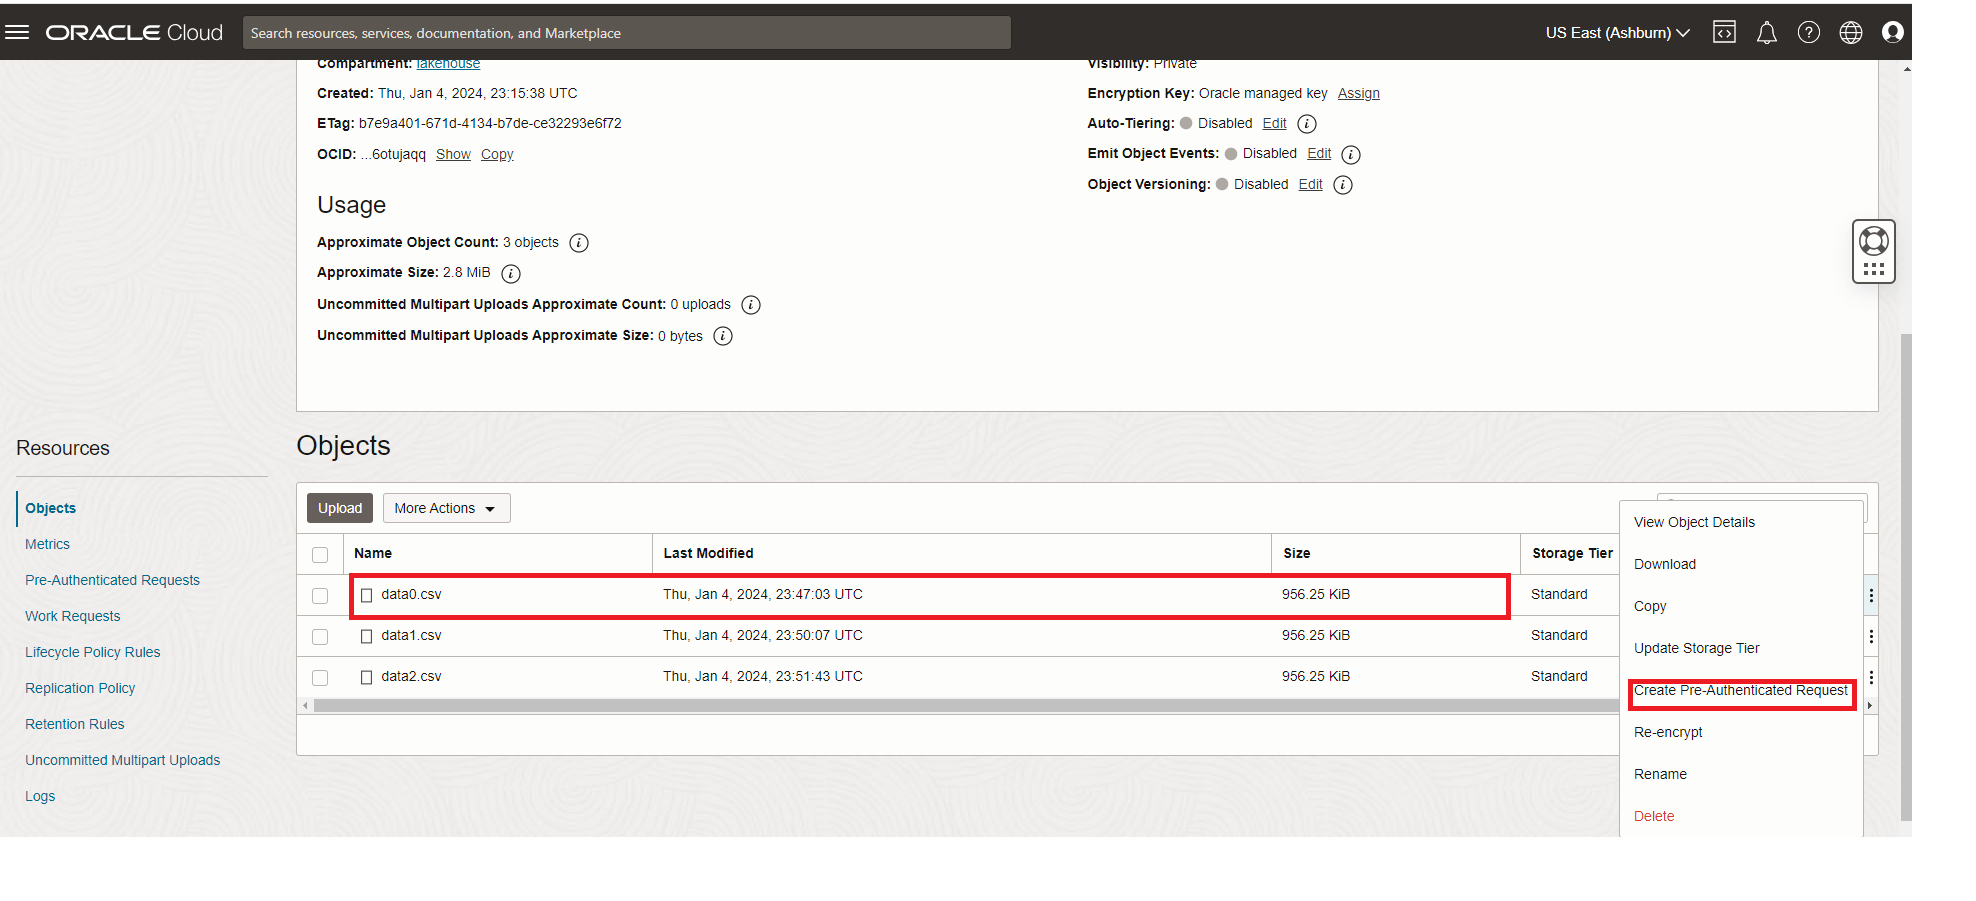 ORACLE Cloud
Search resources, services, documentation, and Marketplace
US East (Ashburn)
Compartment: lakehouse
Created: Thu, Jan 4, 2024, 23:15:38 UTC
ETag: b7e9a401-671d-4134-b7de-ce32293e6f72
OCID: ...6otujaqq Show Copy
Visibility: Private
Encryption Key: Oracle managed key Assign
Auto-Tiering: Disabled Edit
Emit Object Events: Disabled Edit
Object Versioning: Disabled Edit
Usage
Approximate Object Count: 3 objects
Approximate Size: 2.8 MiB
Uncommitted Multipart Uploads Approximate Count: 0 uploads
Uncommitted Multipart Uploads Approximate Size: 0 bytes
Resources
Objects
Metrics
Pre-Authenticated Requests
Work Requests
Lifecycle Policy Rules
Replication Policy
Retention Rules
Uncommitted Multipart Uploads
Logs
Objects
Upload More Actions
Name Last Modified Size Storage Tier
data0.csv Thu, Jan 4, 2024, 23:47:03 UTC 956.25 KiB Standard
data1.csv Thu, Jan 4, 2024, 23:50:07 UTC 956.25 KiB Standard
data2.csv Thu, Jan 4, 2024, 23:51:43 UTC 956.25 KiB Standard
View Object Details
Download
Copy
Update Storage Tier
Create Pre-Authenticated Request
Re-encrypt
Rename
Delete